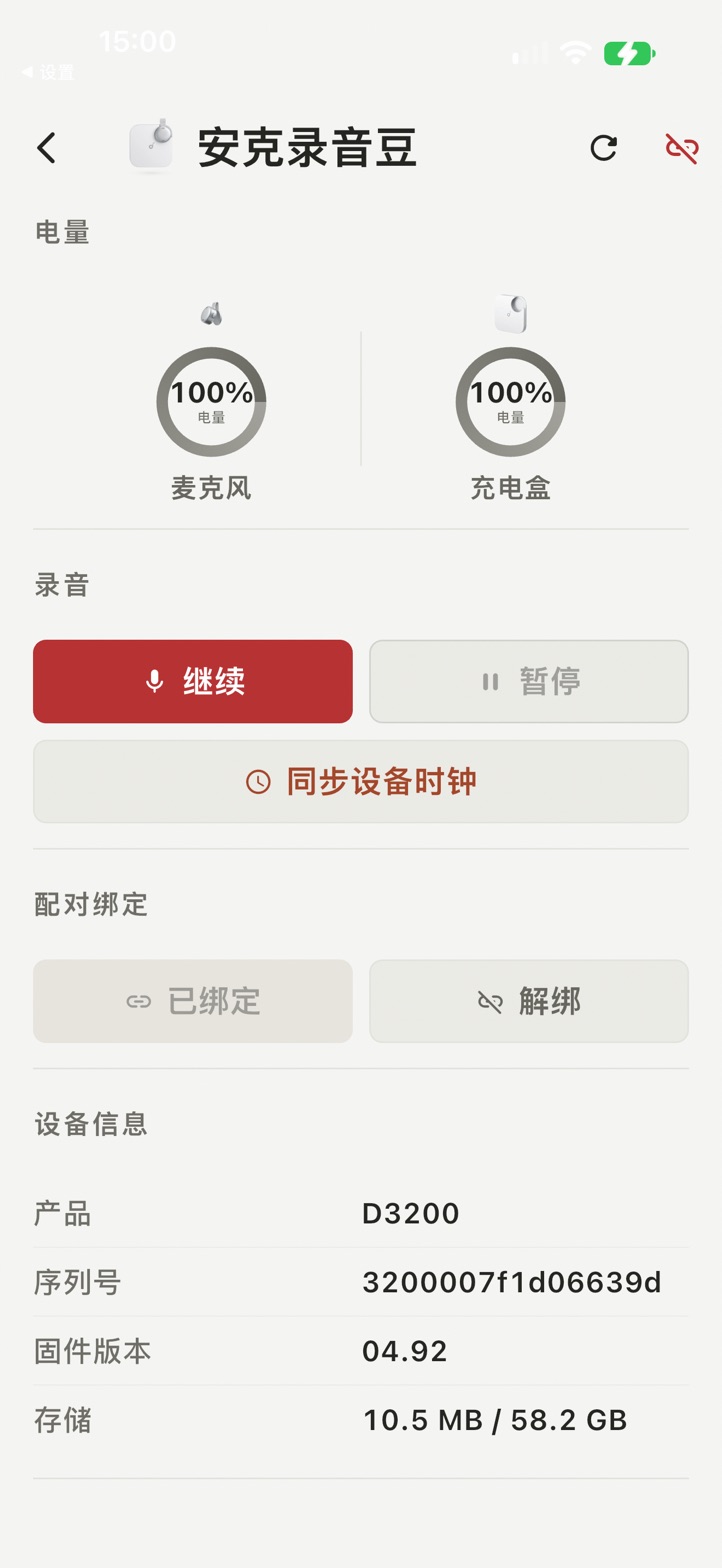 15:00
◀ 设置
安克录音豆
电量
100%
电量
麦克风
100%
电量
充电盒
录音
继续
暂停
同步设备时钟
配对绑定
已绑定
解绑
设备信息
产品 D3200
序列号 3200007f1d06639d
固件版本 04.92
存储 10.5 MB / 58.2 GB